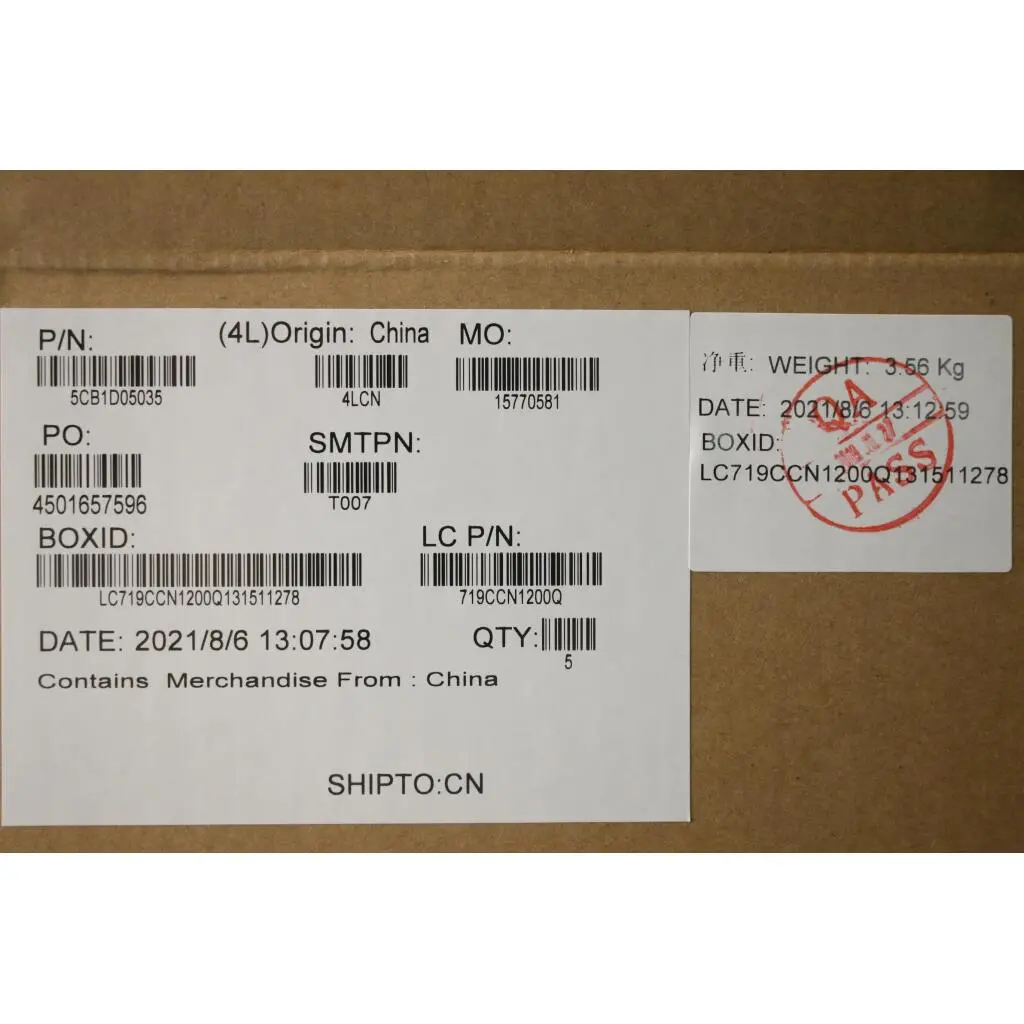 P/N: (4L)Origin: China MO:
5CB1D05035 4LCN 15770581
PO: SMTPN:
4501657596 T007
BOXID: LC P/N:
LC719CCN1200Q131511278 719CCN1200Q
DATE: 2021/8/6 13:07:58 QTY:
5
Contains Merchandise From : China
SHIPTO:CN
净重: WEIGHT: 3.56 Kg
DATE: 2021/8/6 13:12:59
BOXID:
LC719CCN1200Q131511278
QA
PASS